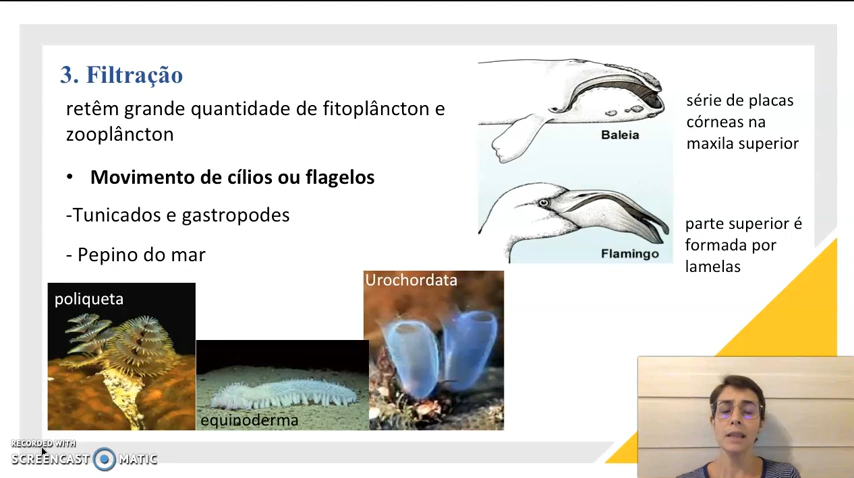 3. Filtração
retêm grande quantidade de fitoplâncton e
zooplâncton
• Movimento de cílios ou flagelos
-Tunicados e gastropodes
- Pepino do mar
Baleia
série de placas
córneas na
maxila superior
Flamingo
parte superior é
formada por
lamelas
poliqueta
equinoderma
Urochordata
RECORDED WITH
SCREENCAST MATIC